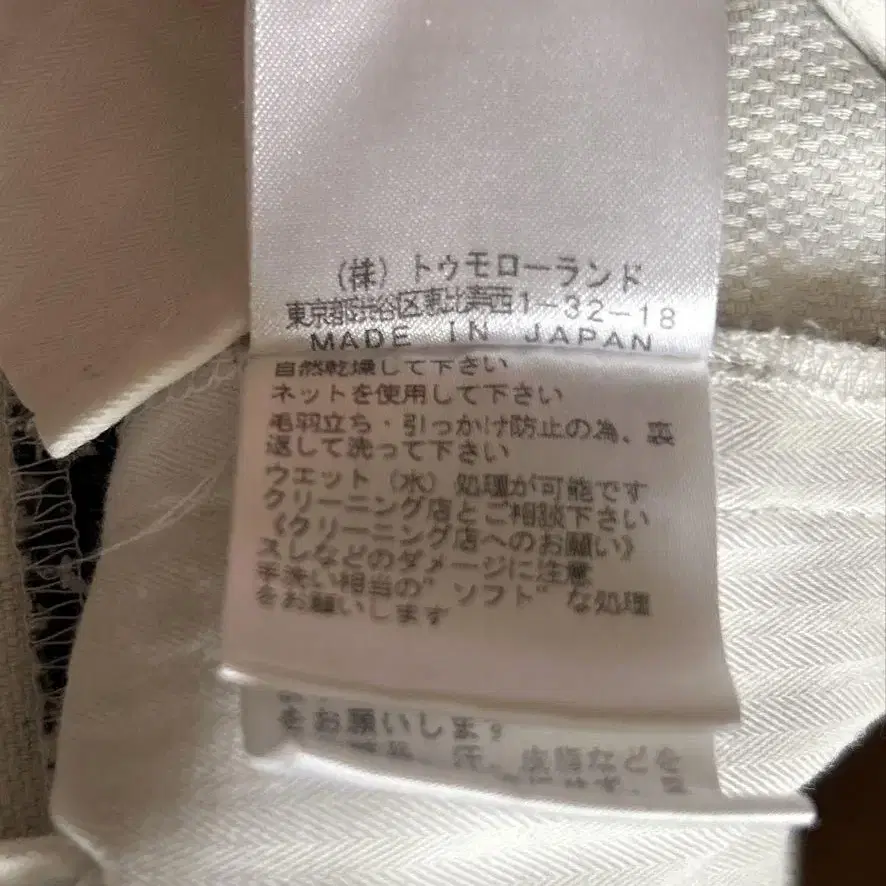 (株) トゥモローランド
東京都渋谷区恵比寿西1-32-18
MADE IN JAPAN
自然乾燥して下さい
ネットを使用して下さい
毛羽立ち・引っかけ防止の為、裏
返して洗って下さい
ウエット (水) 処理が可能です
クリーニング店とご相談下さい
《クリーニング店へのお願い》
スレなどのダメージに注意
手洗い相当の"ソフト"な処理
をお願いします
をお願いします
汗、皮脂などを